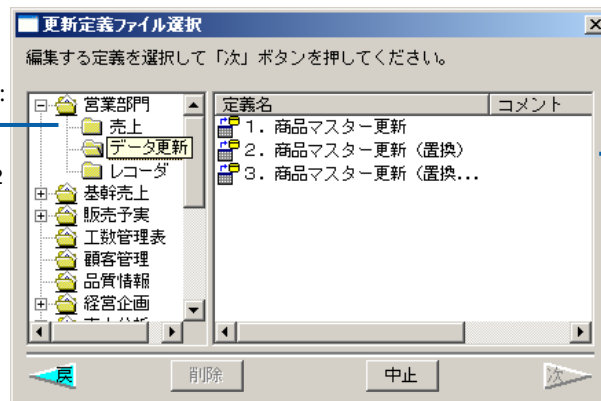 更新定義ファイル選択
編集する定義を選択して「次」ボタンを押してください。
:
2
営業部門
売上
データ更新
レコーダ
基幹売上
販売予実
工数管理表
顧客管理
品質情報
経営企画
定義名 コメント
1. 商品マスター更新
2. 商品マスター更新（置換）
3. 商品マスター更新（置換...
戻 削除 中止 次